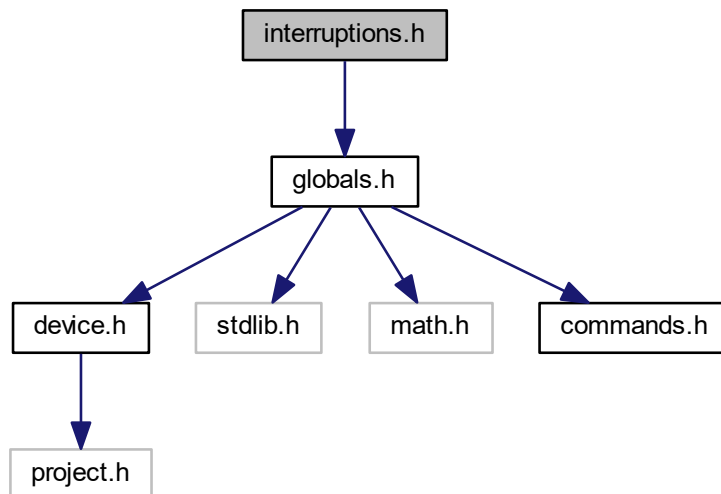 interruptions.h
globals.h
device.h
stdlib.h
math.h
commands.h
project.h